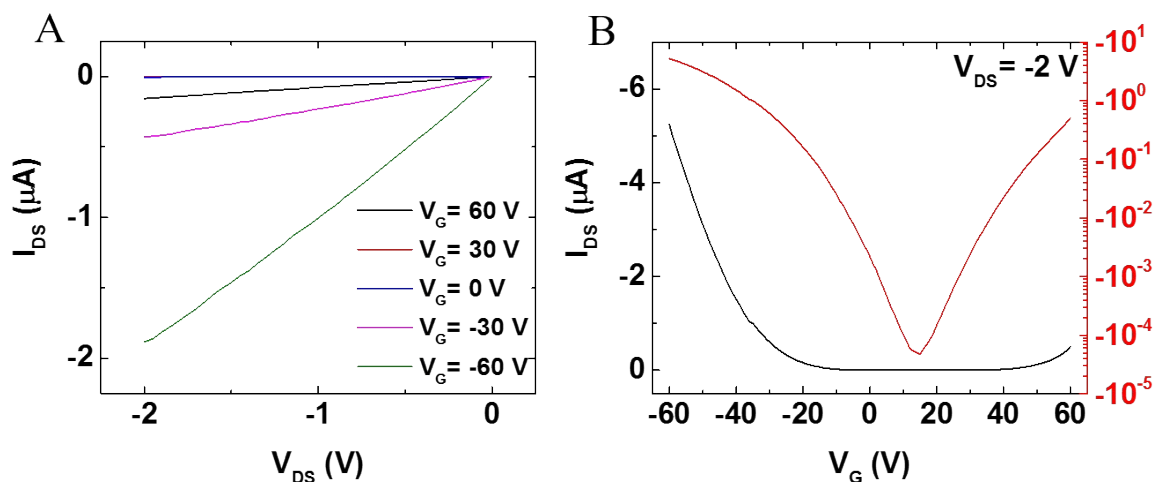 A
0
-1
-2
I_DS (μA)
V_G= 60 V
V_G= 30 V
V_G= 0 V
V_G= -30 V
V_G= -60 V
-2
-1
0
V_DS (V)
B
V_DS= -2 V
-6
-4
-2
0
I_DS (μA)
-10^1
-10^0
-10^-1
-10^-2
-10^-3
-10^-4
-10^-5
-60
-40
-20
0
20
40
60
V_G (V)